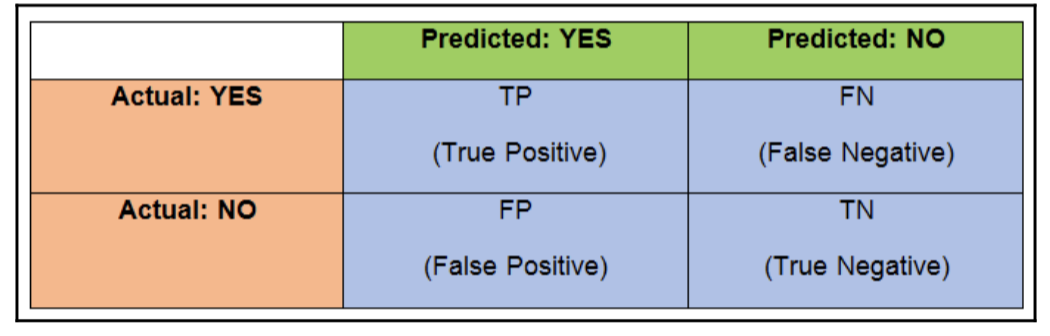 Predicted: YES Predicted: NO
Actual: YES TP FN
(True Positive) (False Negative)
Actual: NO FP TN
(False Positive) (True Negative)